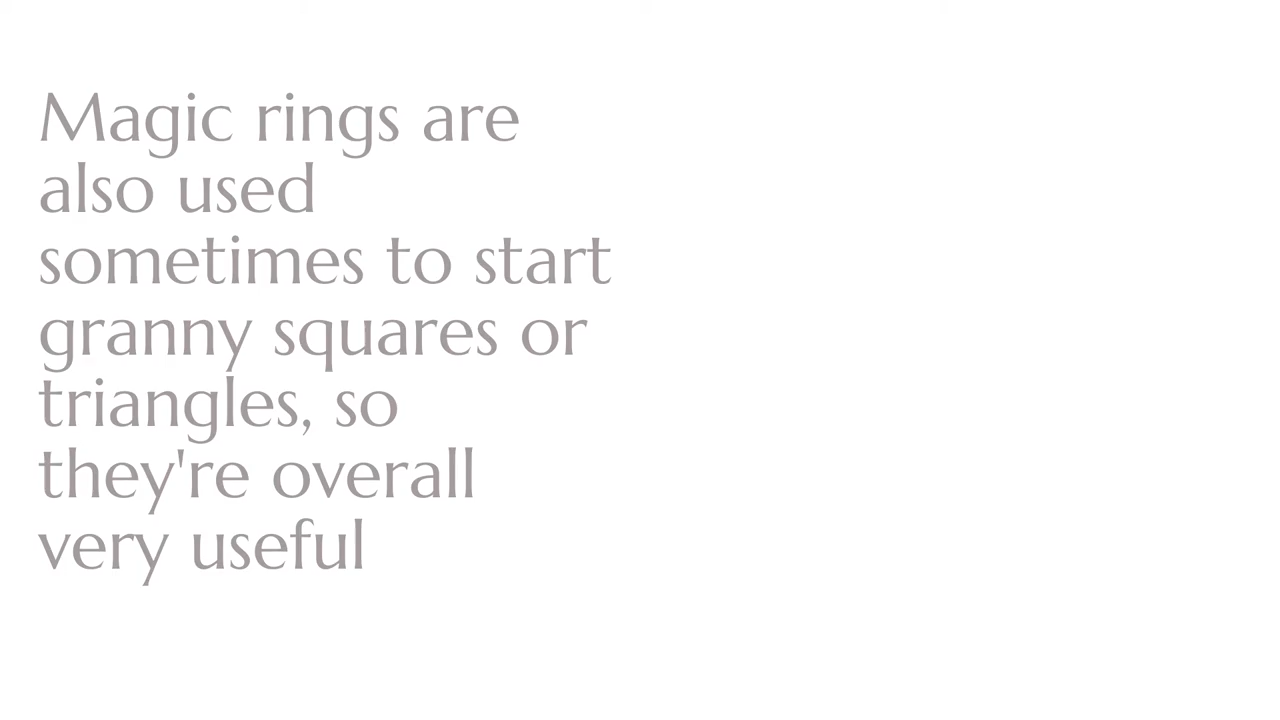 Magic rings are
also used
sometimes to start
granny squares or
triangles, so
they're overall
very useful